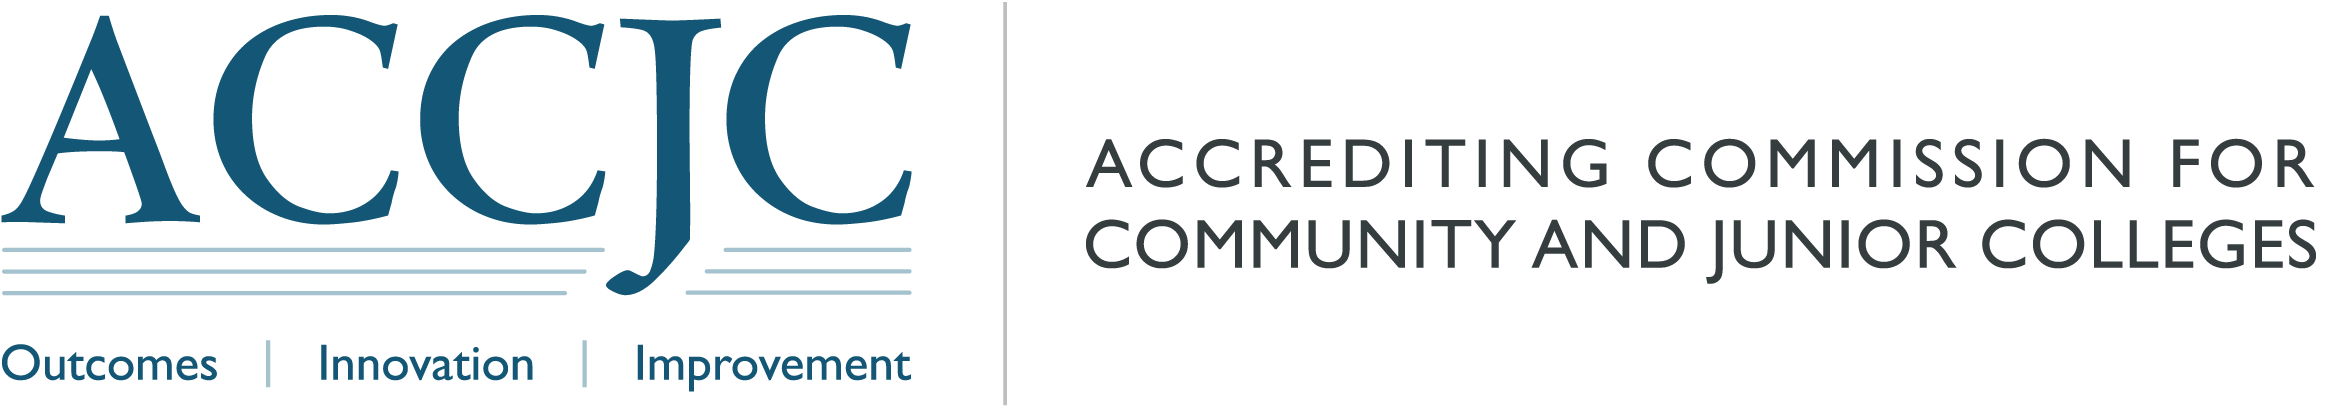 ACCJC
Outcomes | Innovation | Improvement
ACCREDITING COMMISSION FOR
COMMUNITY AND JUNIOR COLLEGES